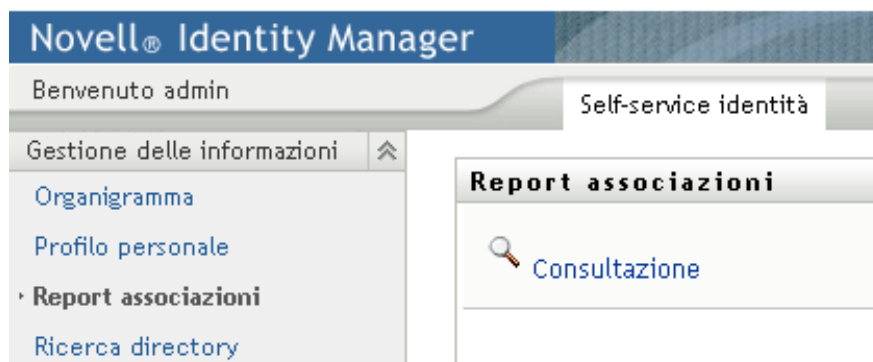 Novell® Identity Manager
Benvenuto admin
Self-service identità
Gestione delle informazioni
Organigramma
Profilo personale
Report associazioni
Ricerca directory
Report associazioni
Consultazione